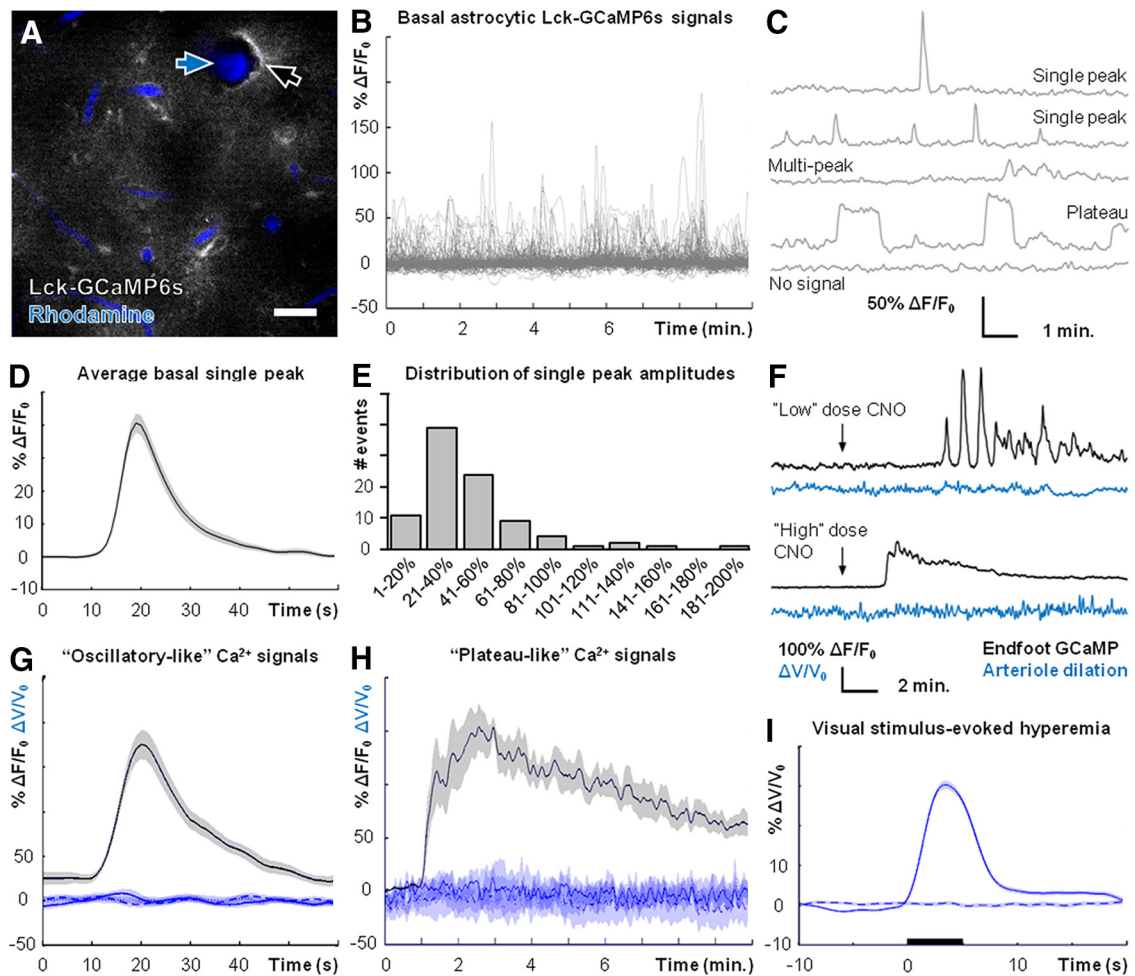 A
Lck-GCaMP6s
Rhodamine
B Basal astrocytic Lck-GCaMP6s signals
% ΔF/F₀
150
100
50
0
-50
0 2 4 6 Time (min.)
C
Single peak
Single peak
Multi-peak
Plateau
No signal
50% ΔF/F₀
1 min.
D Average basal single peak
% ΔF/F₀
20
10
0
-10
0 10 20 30 40 Time (s)
E Distribution of single peak amplitudes
# events
20
10
0
1-20%
21-40%
41-60%
61-80%
81-100%
101-120%
111-140%
141-160%
161-180%
181-200%
F
"Low" dose CNO
"High" dose
CNO
100% ΔF/F₀
ΔV/V₀
2 min.
Endfoot GCaMP
Arteriole dilation
G “Oscillatory-like” Ca²⁺ signals
% ΔF/F₀ ΔV/V₀
50
0
-50
0 10 20 30 40 Time (s)
H “Plateau-like” Ca²⁺ signals
% ΔF/F₀ ΔV/V₀
50
0
-50
0 2 4 6 Time (min.)
I Visual stimulus-evoked hyperemia
% ΔV/V₀
20
10
0
-10
-10 0 10 Time (s)